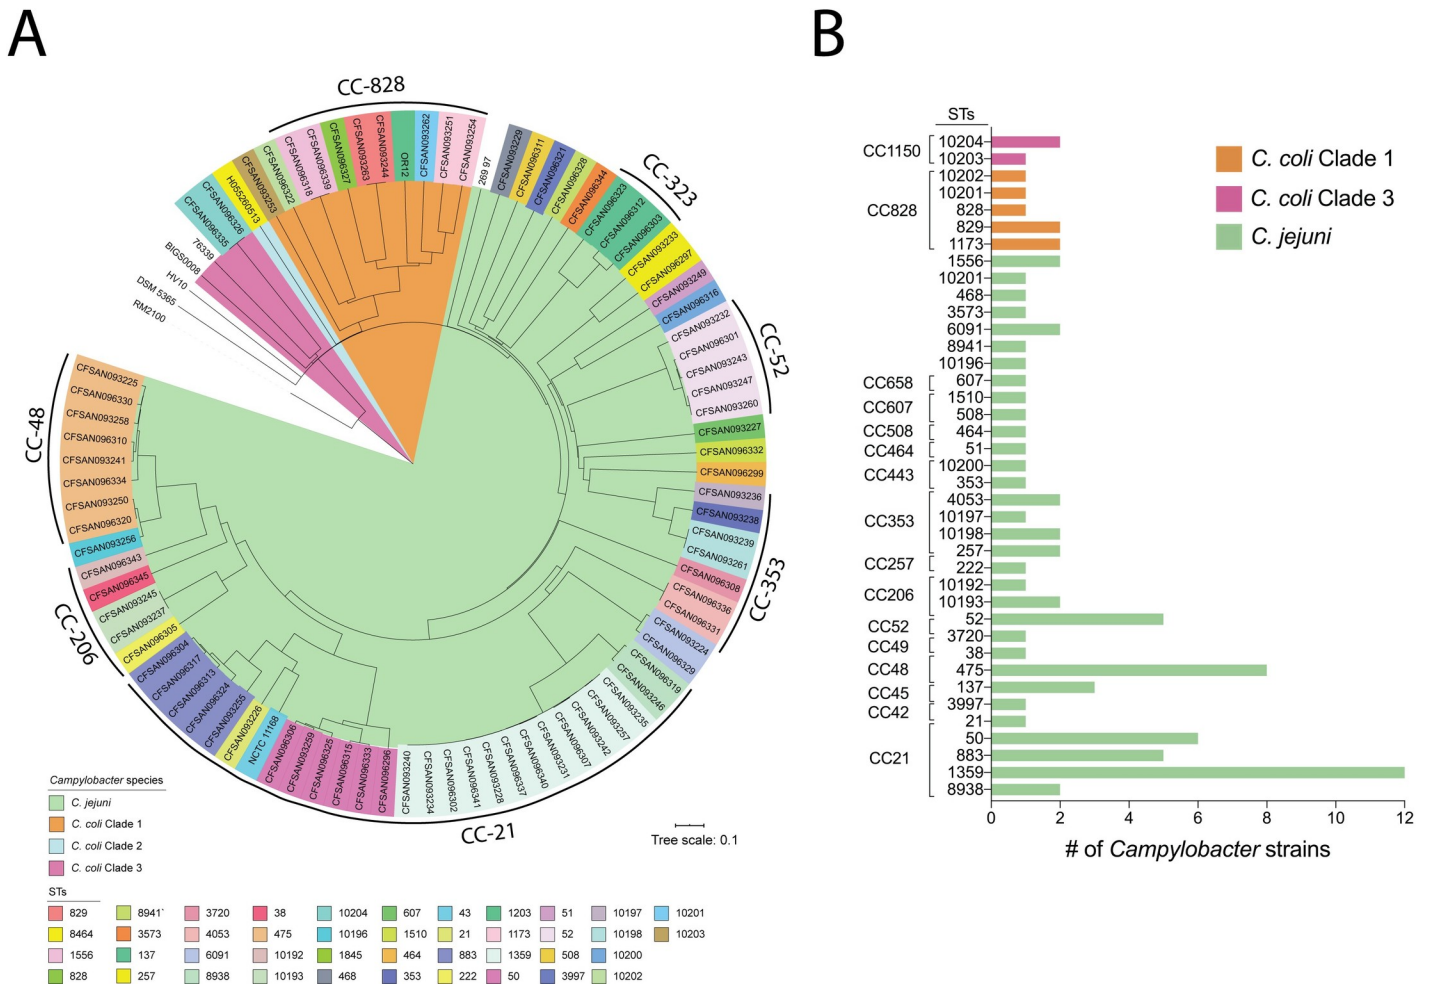 A
CC-828
CFSAN096335
CFSAN096326
H055260513
CFSAN093253
CFSAN096322
CFSAN096318
CFSAN096339
CFSAN096327
CFSAN093263
CFSAN093244
OR12
CFSAN093262
CFSAN093251
CFSAN093254
269 97
CFSAN093229
CFSAN096311
CFSAN096321
CFSAN096328
CFSAN096344
CC-323
CFSAN096323
CFSAN096312
CFSAN096303
CFSAN093233
CFSAN096297
CFSAN093249
CFSAN096316
CC-52
CFSAN093232
CFSAN096301
CFSAN093243
CFSAN093247
CFSAN093260
CFSAN093227
CFSAN096332
CFSAN096299
CFSAN093236
CFSAN093238
CFSAN093239
CFSAN093261
CC-353
CFSAN096308
CFSAN096336
CFSAN096331
CFSAN093224
CFSAN096329
CFSAN096319
CFSAN093246
CFSAN093235
CFSAN093257
CFSAN093242
CFSAN096307
CFSAN093231
CFSAN096340
CFSAN096337
CFSAN093228
CFSAN096341
CFSAN096302
CFSAN093234
CFSAN093240
CC-21
CFSAN096296
CFSAN096333
CFSAN096315
CFSAN096325
CFSAN093259
CFSAN096306
NCTC 11168
CFSAN093226
CFSAN093255
CFSAN096324
CFSAN096313
CFSAN096317
CFSAN096304
CFSAN096305
CC-206
CFSAN093237
CFSAN093245
CFSAN096345
CFSAN096343
CFSAN093256
CC-48
CFSAN096320
CFSAN093250
CFSAN096334
CFSAN093241
CFSAN096310
CFSAN093258
CFSAN096330
CFSAN093225
76339
BIGS0008
HV10
DSM 5365
RM2100
Tree scale: 0.1
Campylobacter species
C. jejuni
C. coli Clade 1
C. coli Clade 2
C. coli Clade 3
STs
829 8941' 3720 38 10204 607 43 1203 51 10197 10201
8464 3573 4053 475 10196 1510 21 1173 52 10198 10203
1556 137 6091 10192 1845 464 883 1359 508 10200
828 257 8938 10193 468 353 222 50 3997 10202
B
STs
CC1150
10204
10203
CC828
10202
10201
828
829
1173
1556
10201
468
3573
6091
8941
10196
CC658
607
CC607
1510
508
CC508
464
CC464
51
CC443
10200
353
CC353
4053
10197
10198
257
CC257
222
CC206
10192
10193
CC52
52
3720
CC49
38
CC48
475
CC45
137
CC42
3997
21
CC21
50
883
1359
8938
0 2 4 6 8 10 12
# of Campylobacter strains
C. coli Clade 1
C. coli Clade 3
C. jejuni